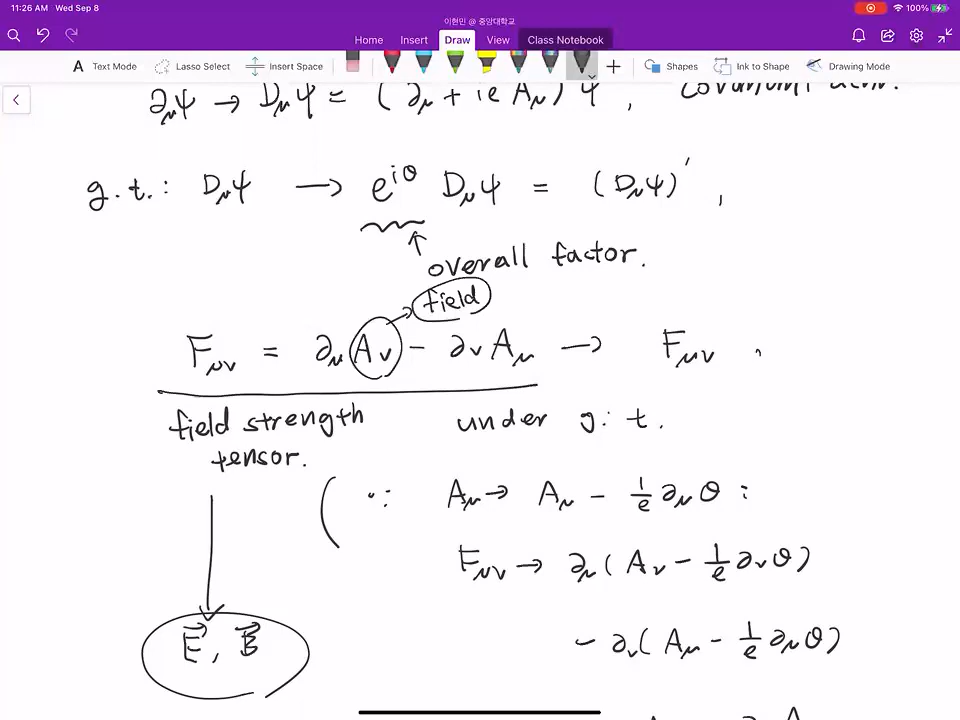 11:26 AM Wed Sep 8
100%
이현민 @ 중앙대학교
Home Insert Draw View Class Notebook
A Text Mode Lasso Select Insert Space Shapes Ink to Shape Drawing Mode
∂μψ → Dμψ = (∂μ + ie Aμ) ψ,
g.t.: Dμψ → e^{iθ} Dμψ = (Dμψ)',
overall factor.
field
Fμν = ∂μAν - ∂νAμ → Fμν,
field strength under g.t.
tensor.
( ∵ Aμ → Aμ - 1/e ∂μθ :
Fμν → ∂μ(Aν - 1/e ∂νθ)
- ∂ν(Aμ - 1/e ∂μθ)
E⃗, B⃗